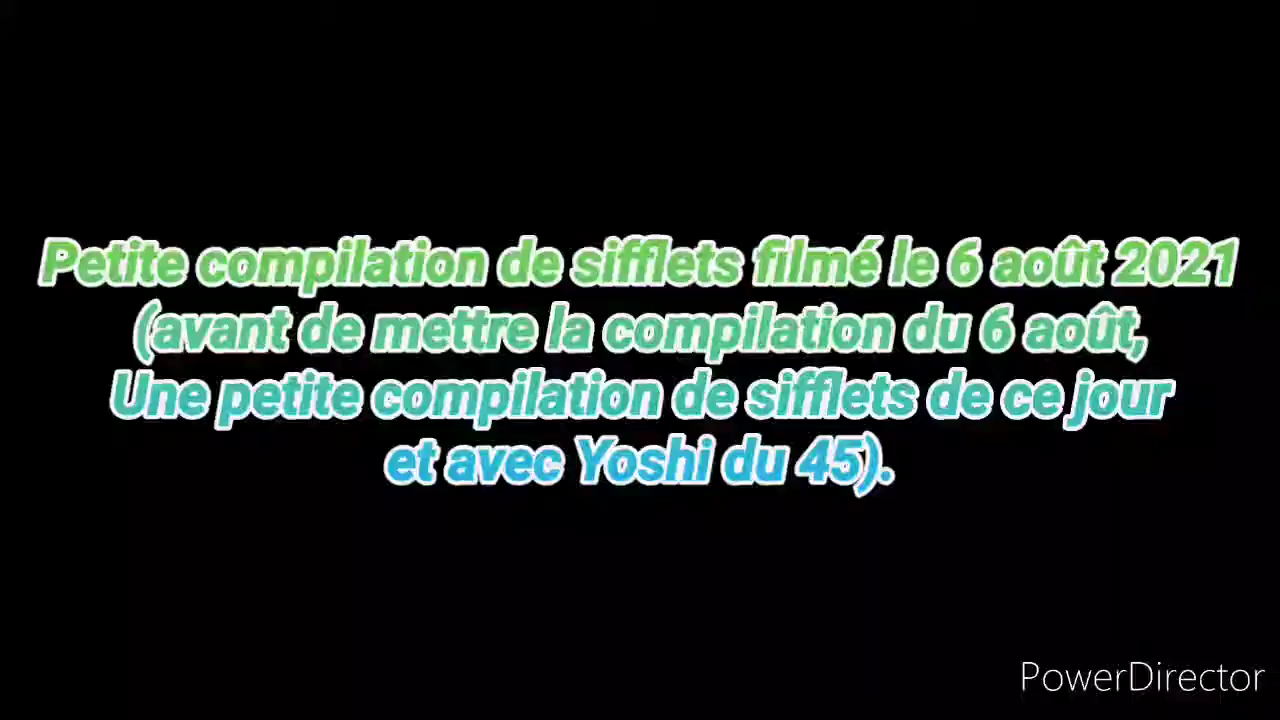 Petite compilation de sifflets filmé le 6 août 2021
(avant de mettre la compilation du 6 août,
Une petite compilation de sifflets de ce jour
et avec Yoshi du 45).
PowerDirector